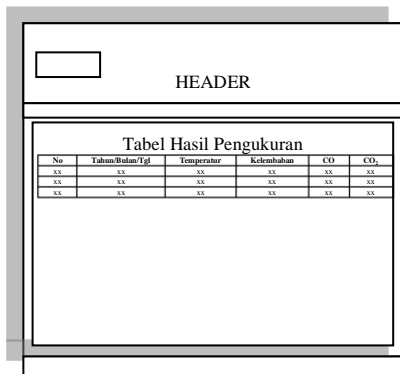 HEADER
Tabel Hasil Pengukuran
No Tahun/Bulan/Tgl Temperatur Kelembaban CO CO₂
xx xx xx xx xx xx
xx xx xx xx xx xx
xx xx xx xx xx xx